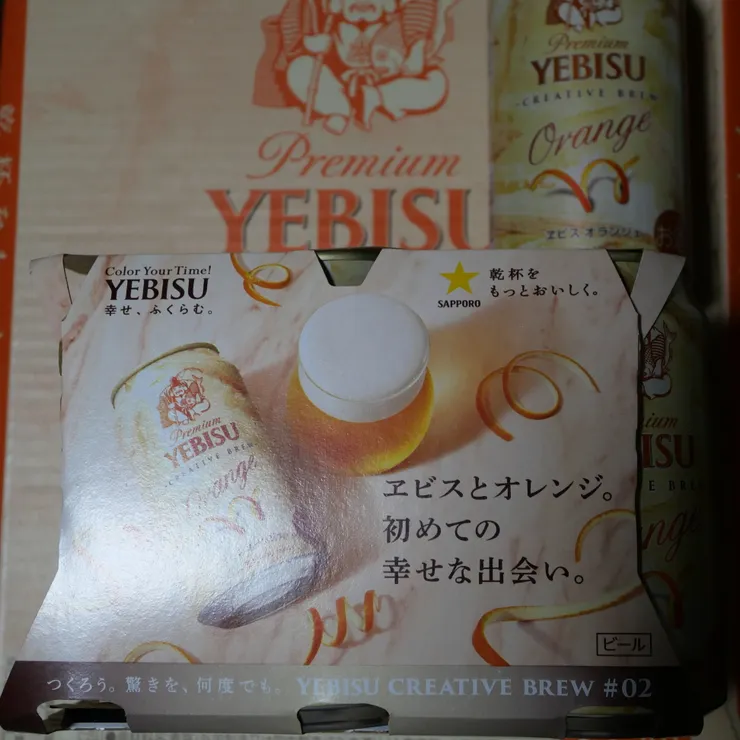 Premium
YEBISU
Premium
YEBISU
CREATIVE BREW
Orange
ヱビス オランジェ
Color Your Time!
YEBISU
幸せ、ふくらむ。
SAPPORO
乾杯を
もっとおいしく。
Premium
YEBISU
CREATIVE BREW
Orange
ヱビスとオレンジ。
初めての
幸せな出会い。
ビール
つくろう。驚きを、何度でも。 YEBISU CREATIVE BREW #02